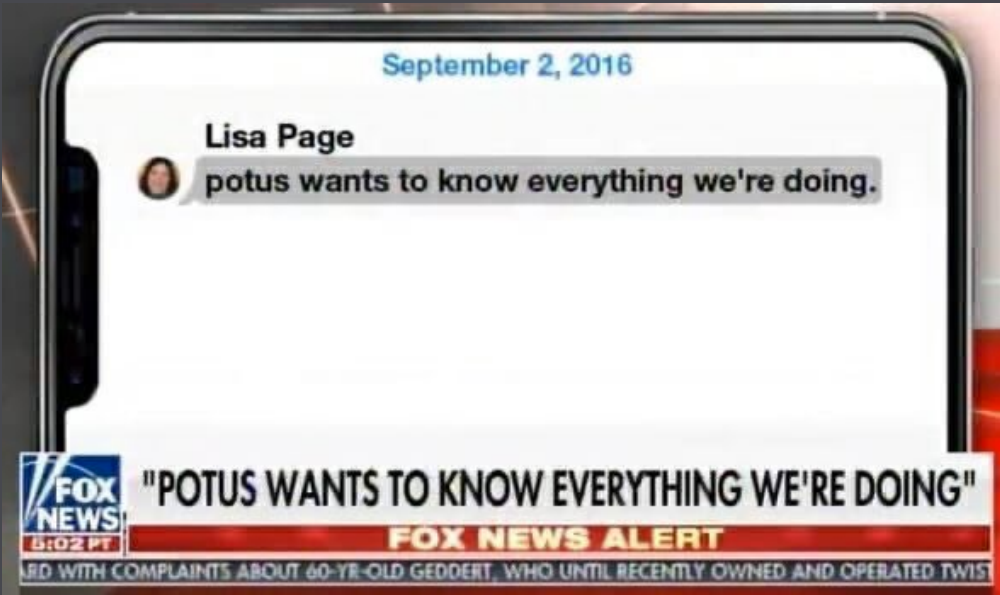 September 2, 2016
Lisa Page
potus wants to know everything we're doing.
"POTUS WANTS TO KNOW EVERYTHING WE'RE DOING"
FOX
NEWS
5:02 PT
FOX NEWS ALERT
ARD WITH COMPLAINTS ABOUT 60-YR-OLD GEDDERT, WHO UNTIL RECENTLY OWNED AND OPERATED TWIST